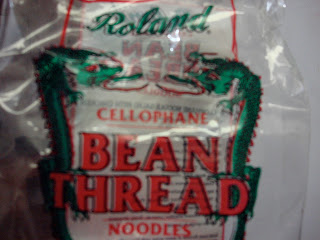 Roland
CELLOPHANE
BEAN
THREAD
NOODLES